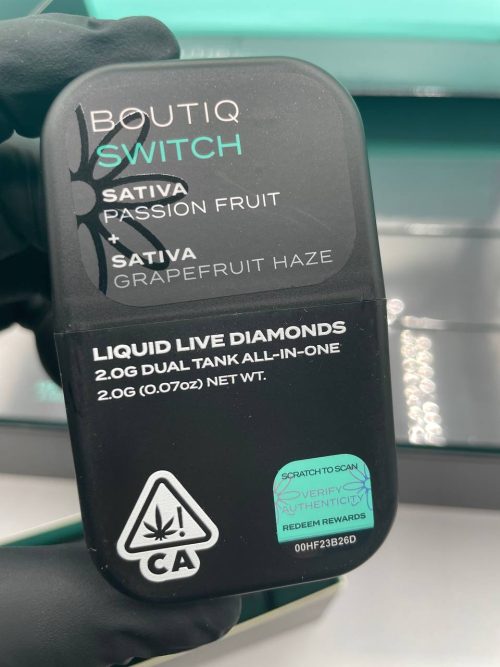 BOUTIQ
SWITCH
SATIVA
PASSION FRUIT
+
SATIVA
GRAPEFRUIT HAZE
LIQUID LIVE DIAMONDS
2.0G DUAL TANK ALL-IN-ONE
2.0G (0.07oz) NET WT.
!
CA
SCRATCH TO SCAN
VERIFY
AUTHENTICITY
REDEEM REWARDS
00HF23B26D